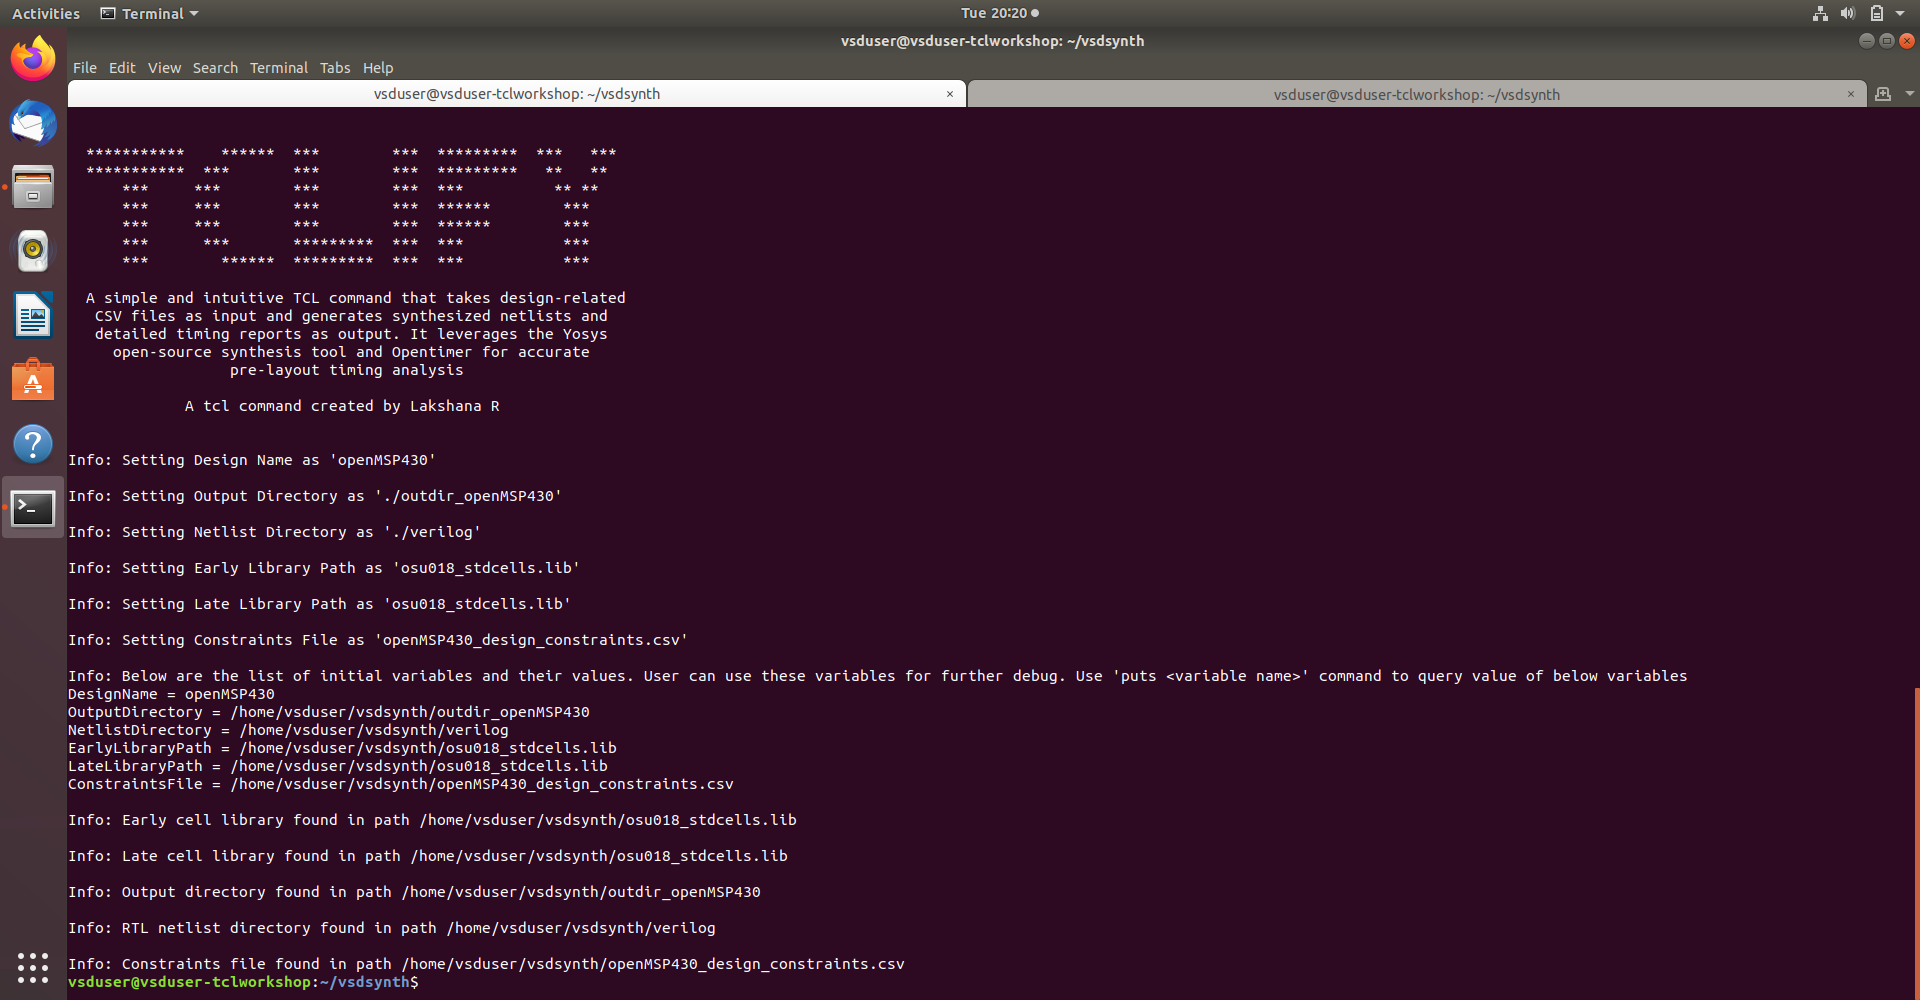 Activities
Terminal
Tue 20:20
vsduser@vsduser-tclworkshop: ~/vsdsynth
File Edit View Search Terminal Tabs Help
vsduser@vsduser-tclworkshop: ~/vsdsynth ×
vsduser@vsduser-tclworkshop: ~/vsdsynth ×
  ***********    ******  ***        ***  *********  ***   ***
  ***********  ***       ***        ***  *********   **   **
      ***     ***        ***        ***  ***          ** **
      ***     ***        ***        ***  ******        ***
      ***     ***        ***        ***  ******        ***
      ***      ***       *********  ***  ***           ***
      ***        ******  *********  ***  ***           ***
A simple and intuitive TCL command that takes design-related
CSV files as input and generates synthesized netlists and
detailed timing reports as output. It leverages the Yosys
open-source synthesis tool and Opentimer for accurate
pre-layout timing analysis
A tcl command created by Lakshana R
Info: Setting Design Name as 'openMSP430'
Info: Setting Output Directory as './outdir_openMSP430'
Info: Setting Netlist Directory as './verilog'
Info: Setting Early Library Path as 'osu018_stdcells.lib'
Info: Setting Late Library Path as 'osu018_stdcells.lib'
Info: Setting Constraints File as 'openMSP430_design_constraints.csv'
Info: Below are the list of initial variables and their values. User can use these variables for further debug. Use 'puts <variable name>' command to query value of below variables
DesignName = openMSP430
OutputDirectory = /home/vsduser/vsdsynth/outdir_openMSP430
NetlistDirectory = /home/vsduser/vsdsynth/verilog
EarlyLibraryPath = /home/vsduser/vsdsynth/osu018_stdcells.lib
LateLibraryPath = /home/vsduser/vsdsynth/osu018_stdcells.lib
ConstraintsFile = /home/vsduser/vsdsynth/openMSP430_design_constraints.csv
Info: Early cell library found in path /home/vsduser/vsdsynth/osu018_stdcells.lib
Info: Late cell library found in path /home/vsduser/vsdsynth/osu018_stdcells.lib
Info: Output directory found in path /home/vsduser/vsdsynth/outdir_openMSP430
Info: RTL netlist directory found in path /home/vsduser/vsdsynth/verilog
Info: Constraints file found in path /home/vsduser/vsdsynth/openMSP430_design_constraints.csv
vsduser@vsduser-tclworkshop:~/vsdsynth$